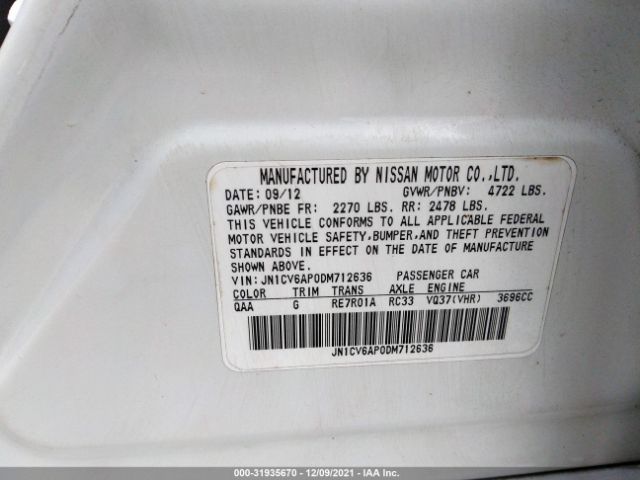 MANUFACTURED BY NISSAN MOTOR CO.,LTD.
DATE: 09/12 GVWR/PNBV: 4722 LBS.
GAWR/PNBE FR: 2270 LBS. RR: 2478 LBS.
THIS VEHICLE CONFORMS TO ALL APPLICABLE FEDERAL
MOTOR VEHICLE SAFETY,BUMPER,AND THEFT PREVENTION
STANDARDS IN EFFECT ON THE DATE OF MANUFACTURE
SHOWN ABOVE.
VIN: JN1CV6AP0DM712636 PASSENGER CAR
COLOR TRIM TRANS AXLE ENGINE
QAA G RE7R01A RC33 VQ37(VHR) 3696CC
JN1CV6AP0DM712636
000-31935670 - 12/09/2021 - IAA Inc.